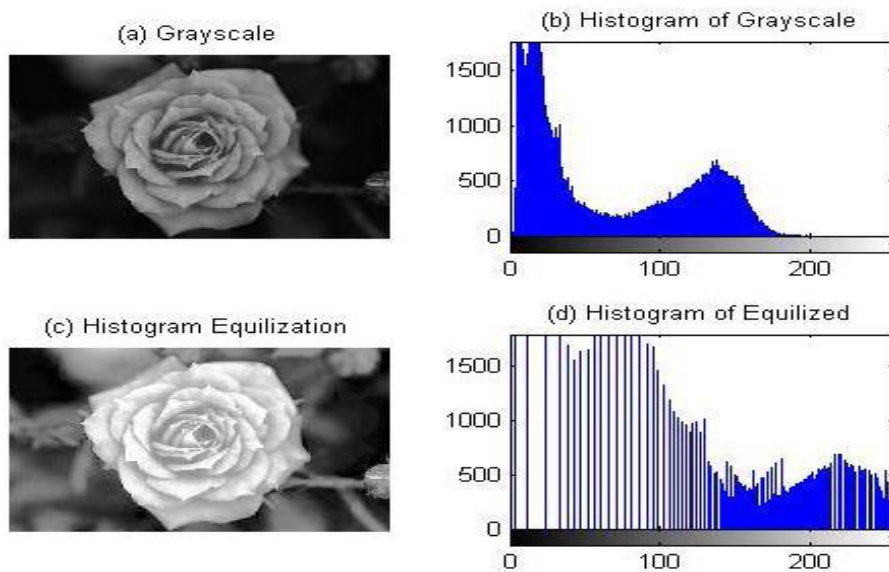 (a) Grayscale
(b) Histogram of Grayscale
1500
1000
500
0
0 100 200
(c) Histogram Equilization
(d) Histogram of Equilized
1500
1000
500
0
0 100 200